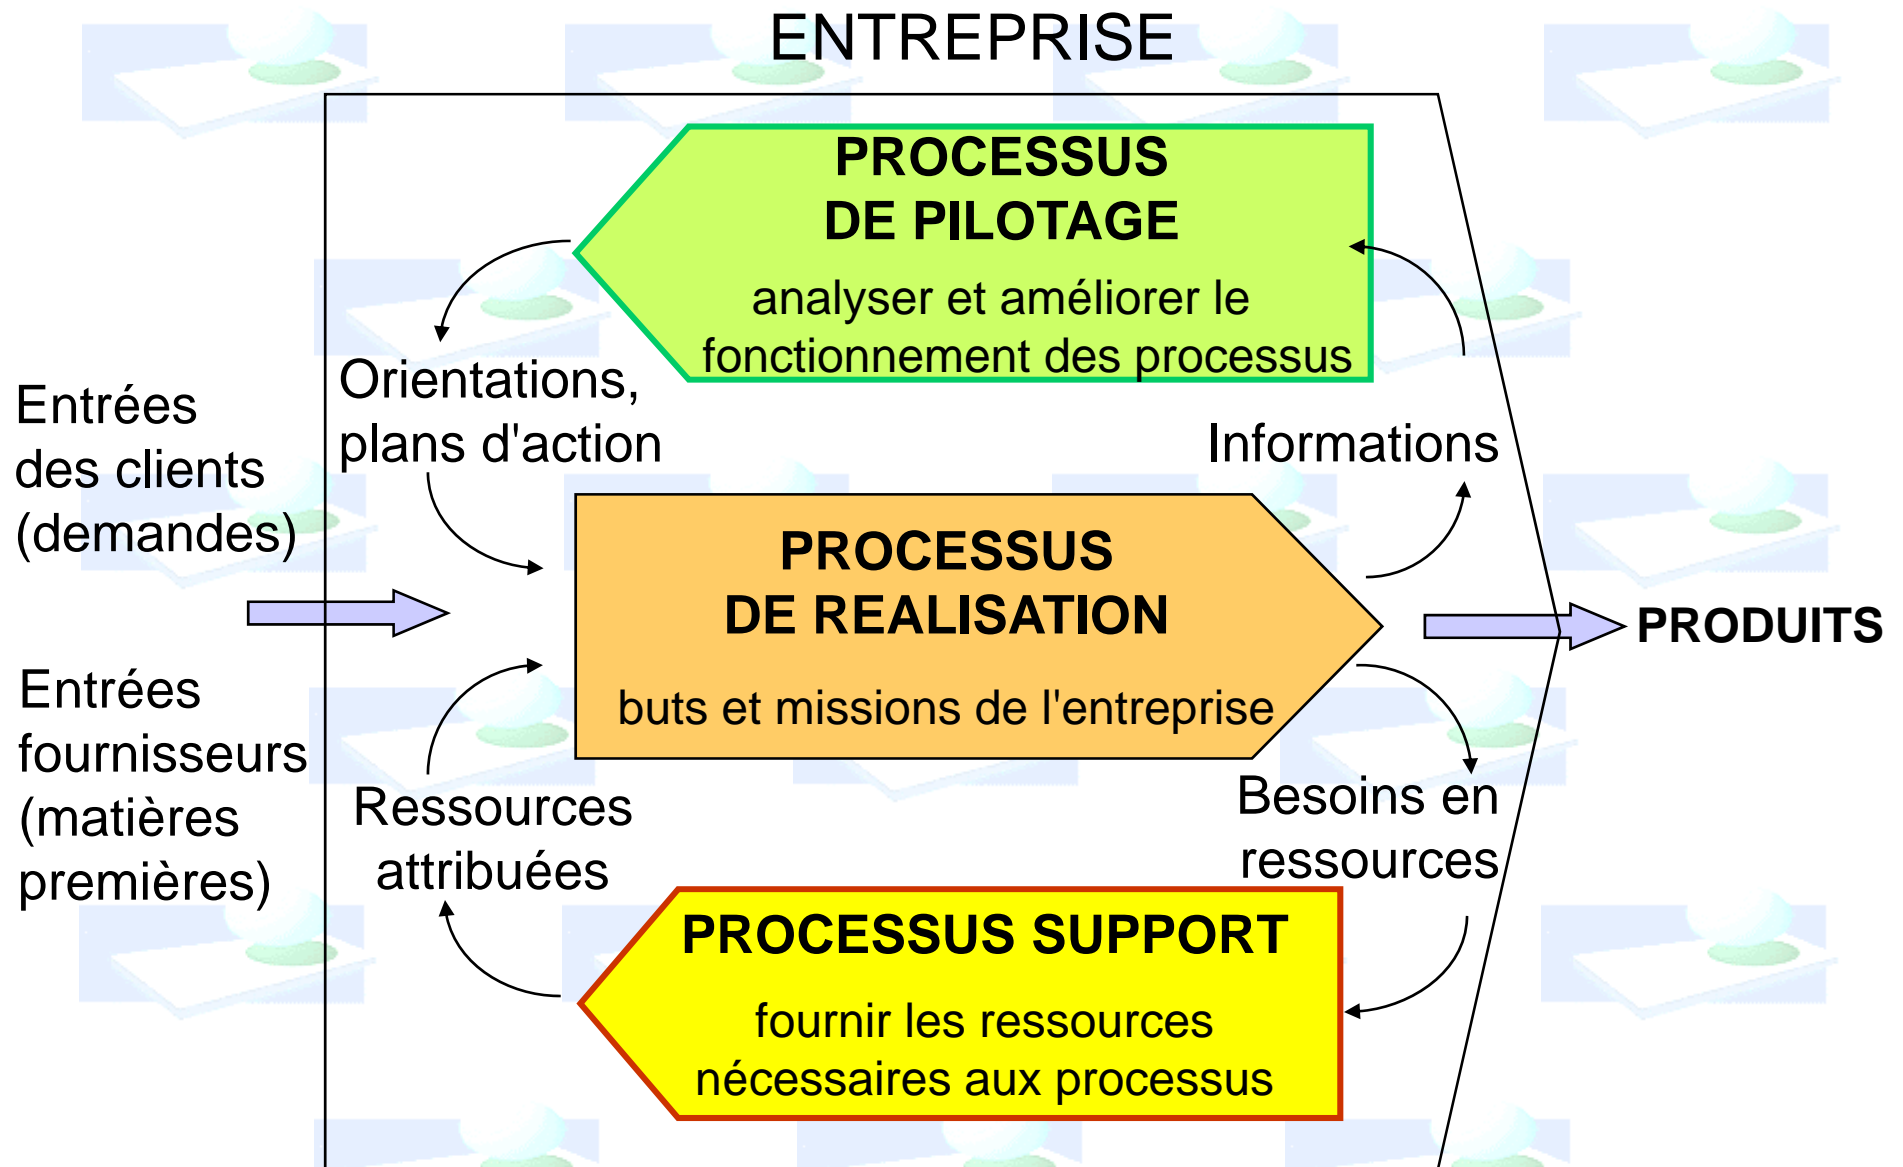 ENTREPRISE
PROCESSUS
DE PILOTAGE
analyser et améliorer le
fonctionnement des processus
Orientations,
plans d'action
Informations
Entrées
des clients
(demandes)
PROCESSUS
DE REALISATION
buts et missions de l'entreprise
PRODUITS
Entrées
fournisseurs
(matières
premières)
Ressources
attribuées
Besoins en
ressources
PROCESSUS SUPPORT
fournir les ressources
nécessaires aux processus